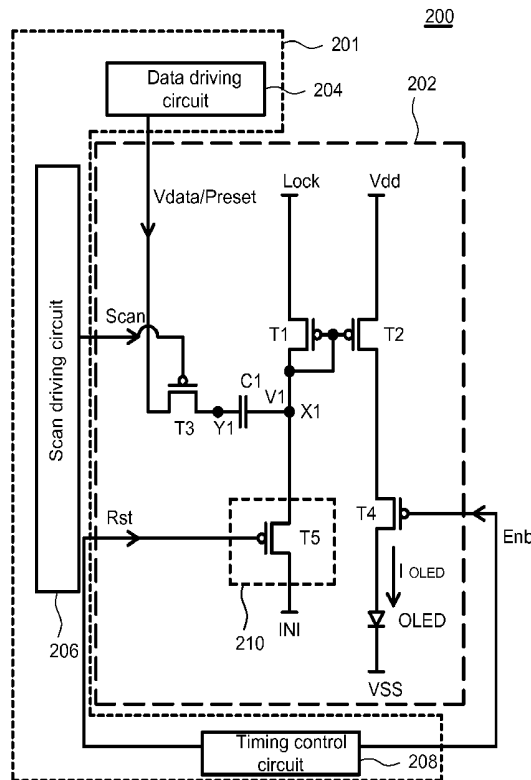 200
201
Data driving
circuit
204
202
Lock
Vdd
Vdata/Preset
Scan
T1
T2
C1
V1
X1
T3
Y1
Scan driving circuit
Rst
T5
T4
Enb
I OLED
OLED
210
INI
VSS
206
Timing control
circuit
208